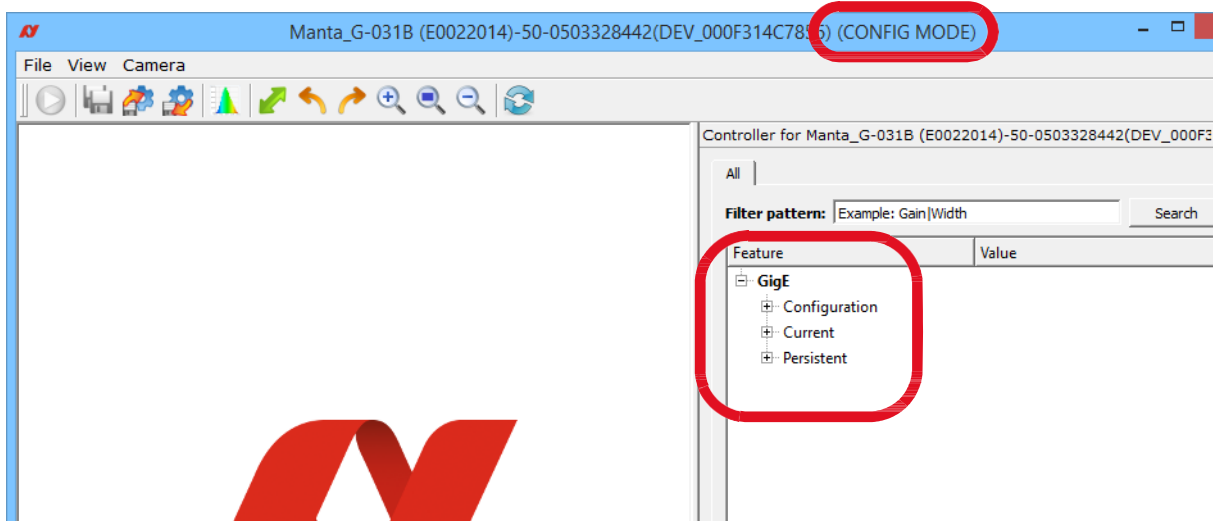 Manta_G-031B (E0022014)-50-0503328442(DEV_000F314C7856) (CONFIG MODE)
File View Camera
Controller for Manta_G-031B (E0022014)-50-0503328442(DEV_000F3
All
Filter pattern: Example: Gain|Width Search
Feature Value
GigE
Configuration
Current
Persistent